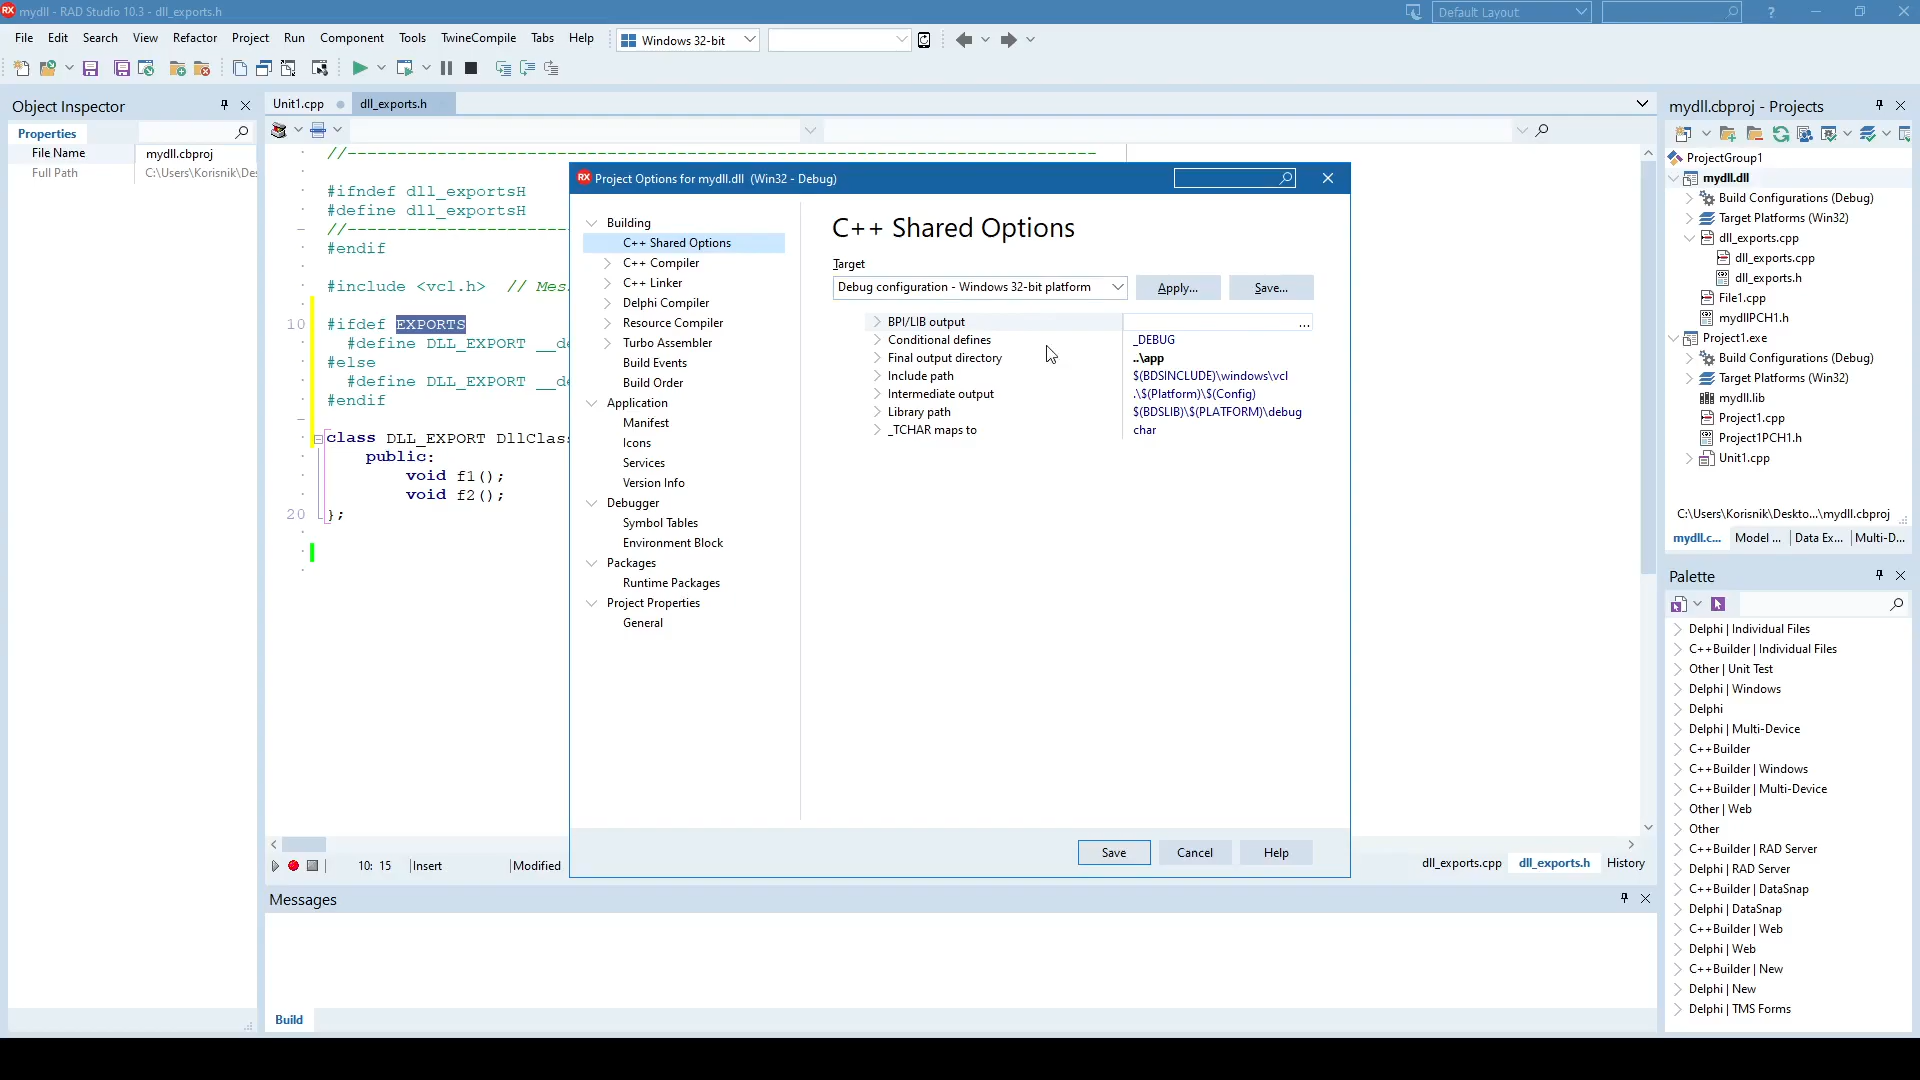 mydll - RAD Studio 10.3 - dll_exports.h
Default Layout
?
File Edit Search View Refactor Project Run Component Tools TwineCompile Tabs Help
Windows 32-bit
Object Inspector
Properties
File Name mydll.cbproj
Full Path C:\Users\Korisnik\Des
Unit1.cpp
dll_exports.h
#ifndef dll_exportsH
#define dll_exportsH
#endif
#include <vcl.h> // Mes
10 #ifdef EXPORTS
#define DLL_EXPORT __d
#else
#define DLL_EXPORT __d
#endif
class DLL_EXPORT DllClas
public:
void f1();
void f2();
20 };
10: 15 Insert Modified
dll_exports.cpp dll_exports.h History
Messages
Build
Project Options for mydll.dll (Win32 - Debug)
Building
C++ Shared Options
C++ Compiler
C++ Linker
Delphi Compiler
Resource Compiler
Turbo Assembler
Build Events
Build Order
Application
Manifest
Icons
Services
Version Info
Debugger
Symbol Tables
Environment Block
Packages
Runtime Packages
Project Properties
General
C++ Shared Options
Target
Debug configuration - Windows 32-bit platform
Apply...
Save...
BPI/LIB output ...
Conditional defines _DEBUG
Final output directory ..\app
Include path $(BDSINCLUDE)\windows\vcl
Intermediate output .\$(Platform)\$(Config)
Library path $(BDSLIB)\$(PLATFORM)\debug
_TCHAR maps to char
Save Cancel Help
mydll.cbproj - Projects
ProjectGroup1
mydll.dll
Build Configurations (Debug)
Target Platforms (Win32)
dll_exports.cpp
dll_exports.cpp
dll_exports.h
File1.cpp
mydllPCH1.h
Project1.exe
Build Configurations (Debug)
Target Platforms (Win32)
mydll.lib
Project1.cpp
Project1PCH1.h
Unit1.cpp
C:\Users\Korisnik\Deskto...\mydll.cbproj
mydll.c... Model ... Data Ex... Multi-D...
Palette
Delphi | Individual Files
C++Builder | Individual Files
Other | Unit Test
Delphi | Windows
Delphi
Delphi | Multi-Device
C++Builder
C++Builder | Windows
C++Builder | Multi-Device
Other | Web
Other
C++Builder | RAD Server
Delphi | RAD Server
C++Builder | DataSnap
Delphi | DataSnap
C++Builder | Web
Delphi | Web
C++Builder | New
Delphi | New
Delphi | TMS Forms